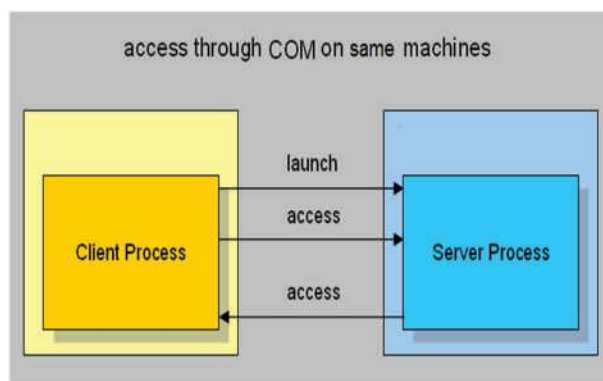 access through COM on same machines
launch
access
Client Process
Server Process
access